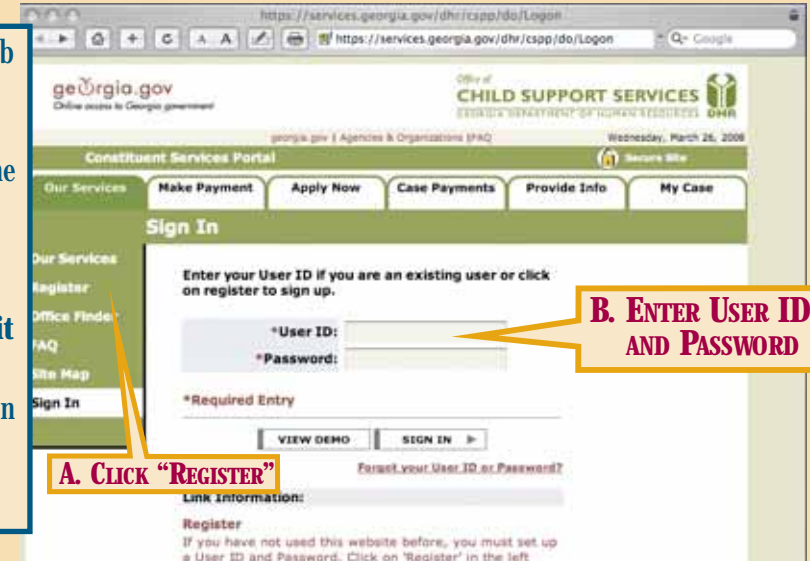 https://services.georgia.gov/dhr/cspp/do/Logon
A A https://services.georgia.gov/dhr/cspp/do/Logon Google
b
ne
it
n
georgia.gov
Online access to Georgia government
Office of
CHILD SUPPORT SERVICES
GEORGIA DEPARTMENT OF HUMAN RESOURCES DHR
georgia.gov | Agencies & Organizations | FAQ Wednesday, March 26, 2008
Constituent Services Portal Secure Site
Our Services Make Payment Apply Now Case Payments Provide Info My Case
Sign In
Our Services
Register
Office Finder
FAQ
Site Map
Sign In
Enter your User ID if you are an existing user or click
on register to sign up.
*User ID:
*Password:
*Required Entry
VIEW DEMO SIGN IN
Forgot your User ID or Password?
B. ENTER USER ID
AND PASSWORD
A. CLICK “REGISTER”
Link Information:
Register
If you have not used this website before, you must set up
a User ID and Password. Click on 'Register' in the left